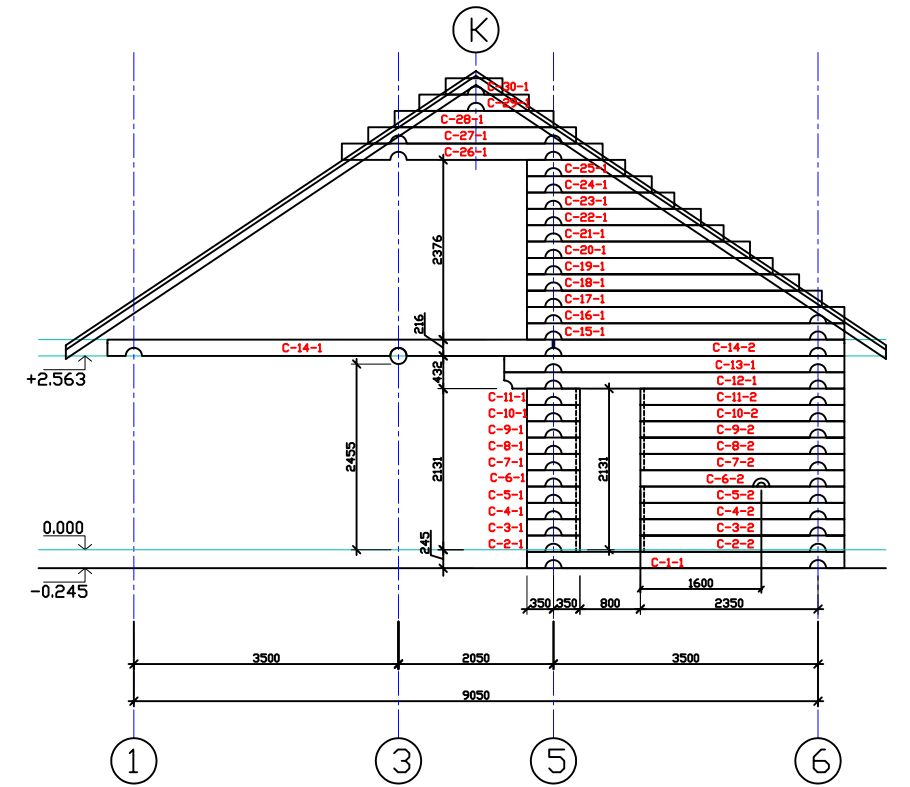 K
C-30-1
C-29-1
C-28-1
C-27-1
C-26-1
C-25-1
C-24-1
C-23-1
C-22-1
C-21-1
2376
C-20-1
C-19-1
C-18-1
C-17-1
216
C-16-1
C-15-1
C-14-1
C-14-2
C-13-1
432
+2.563
C-12-1
C-11-1
C-11-2
C-10-1
C-10-2
C-9-1
C-9-2
C-8-1
C-8-2
2455
2131
2131
C-7-1
C-7-2
C-6-1
C-6-2
C-5-1
C-5-2
C-4-1
C-4-2
0.000
C-3-1
C-3-2
245
C-2-1
C-2-2
C-1-1
-0.245
1600
350 350 800 2350
3500 2050 3500
9050
1 3 5 6